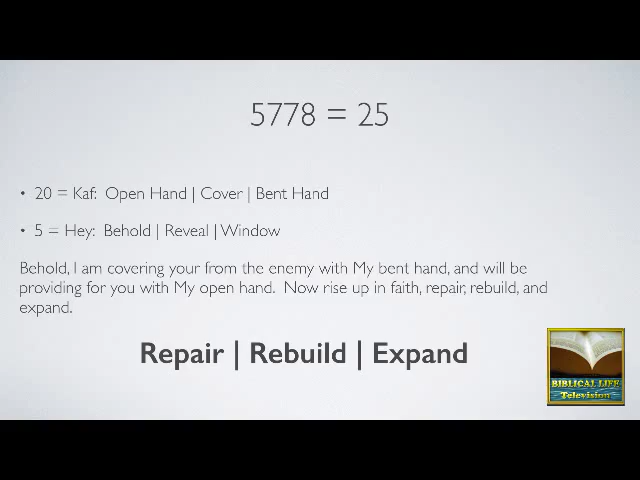 5778 = 25
• 20 = Kaf: Open Hand | Cover | Bent Hand
• 5 = Hey: Behold | Reveal | Window
Behold, I am covering your from the enemy with My bent hand, and will be
providing for you with My open hand. Now rise up in faith, repair, rebuild, and
expand.
Repair | Rebuild | Expand
BIBLICAL LIFE
Television